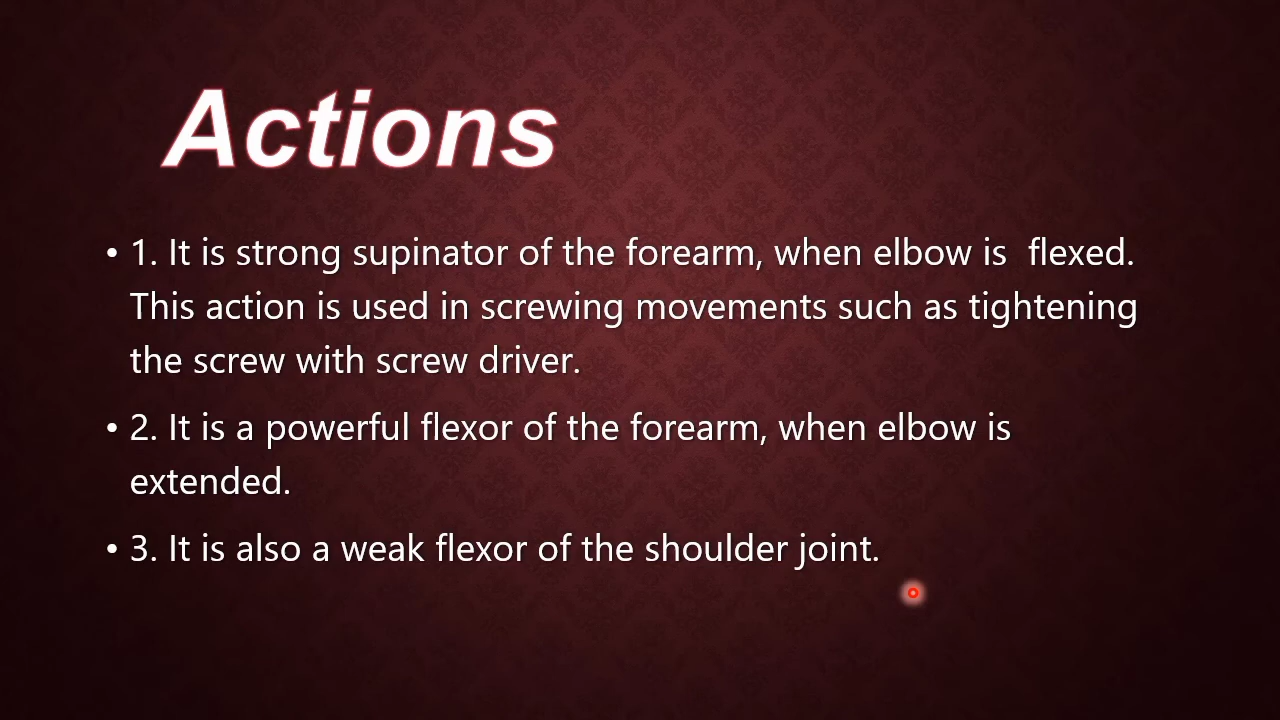 Actions
• 1. It is strong supinator of the forearm, when elbow is  flexed.
This action is used in screwing movements such as tightening
the screw with screw driver.
• 2. It is a powerful flexor of the forearm, when elbow is
extended.
• 3. It is also a weak flexor of the shoulder joint.